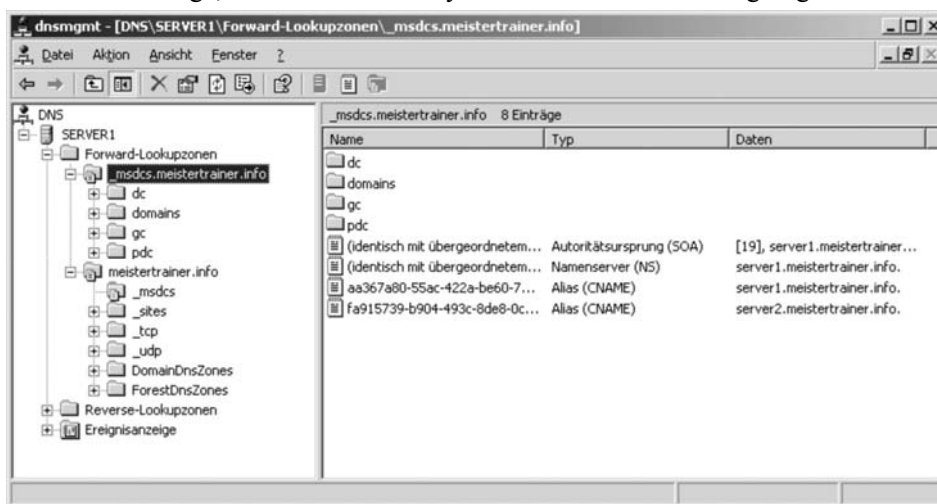 dnsmgmt - [DNS\SERVER1\Forward-Lookupzonen\_msdcs.meistertrainer.info]
Datei Aktion Ansicht Fenster ?
DNS
SERVER1
Forward-Lookupzonen
_msdcs.meistertrainer.info
dc
domains
gc
pdc
meistertrainer.info
_msdcs
_sites
_tcp
_udp
DomainDnsZones
ForestDnsZones
Reverse-Lookupzonen
Ereignisanzeige
_msdcs.meistertrainer.info 8 Einträge
Name Typ Daten
dc
domains
gc
pdc
(identisch mit übergeordnetem... Autoritätsursprung (SOA) [19], server1.meistertrainer...
(identisch mit übergeordnetem... Namenserver (NS) server1.meistertrainer.info.
aa367a80-55ac-422a-be60-7... Alias (CNAME) server1.meistertrainer.info.
fa915739-b904-493c-8de8-0c... Alias (CNAME) server2.meistertrainer.info.